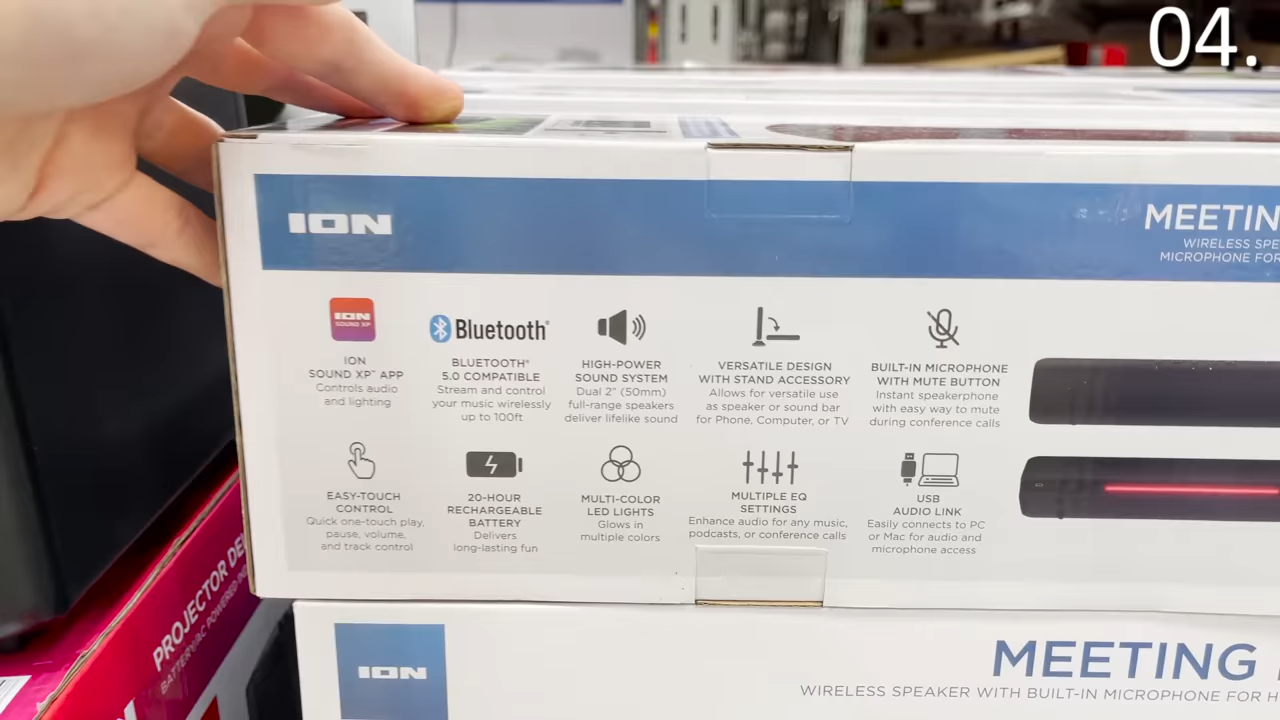 04.
ION
MEETIN
WIRELESS SPE
MICROPHONE FOR
ION
SOUND XP
ION
SOUND XP™ APP
Controls audio
and lighting
Bluetooth®
BLUETOOTH®
5.0 COMPATIBLE
Stream and control
your music wirelessly
up to 100ft
HIGH-POWER
SOUND SYSTEM
Dual 2" (50mm)
full-range speakers
deliver lifelike sound
VERSATILE DESIGN
WITH STAND ACCESSORY
Allows for versatile use
as speaker or sound bar
for Phone, Computer, or TV
BUILT-IN MICROPHONE
WITH MUTE BUTTON
Instant speakerphone
with easy way to mute
during conference calls
EASY-TOUCH
CONTROL
Quick one-touch play,
pause, volume,
and track control
20-HOUR
RECHARGEABLE
BATTERY
Delivers
long-lasting fun
MULTI-COLOR
LED LIGHTS
Glows in
multiple colors
MULTIPLE EQ
SETTINGS
Enhance audio for any music,
podcasts, or conference calls
USB
AUDIO LINK
Easily connects to PC
or Mac for audio and
microphone access
PROJECTOR DE
BATTERY/AC POWERED
ION
MEETING
WIRELESS SPEAKER WITH BUILT-IN MICROPHONE FOR H